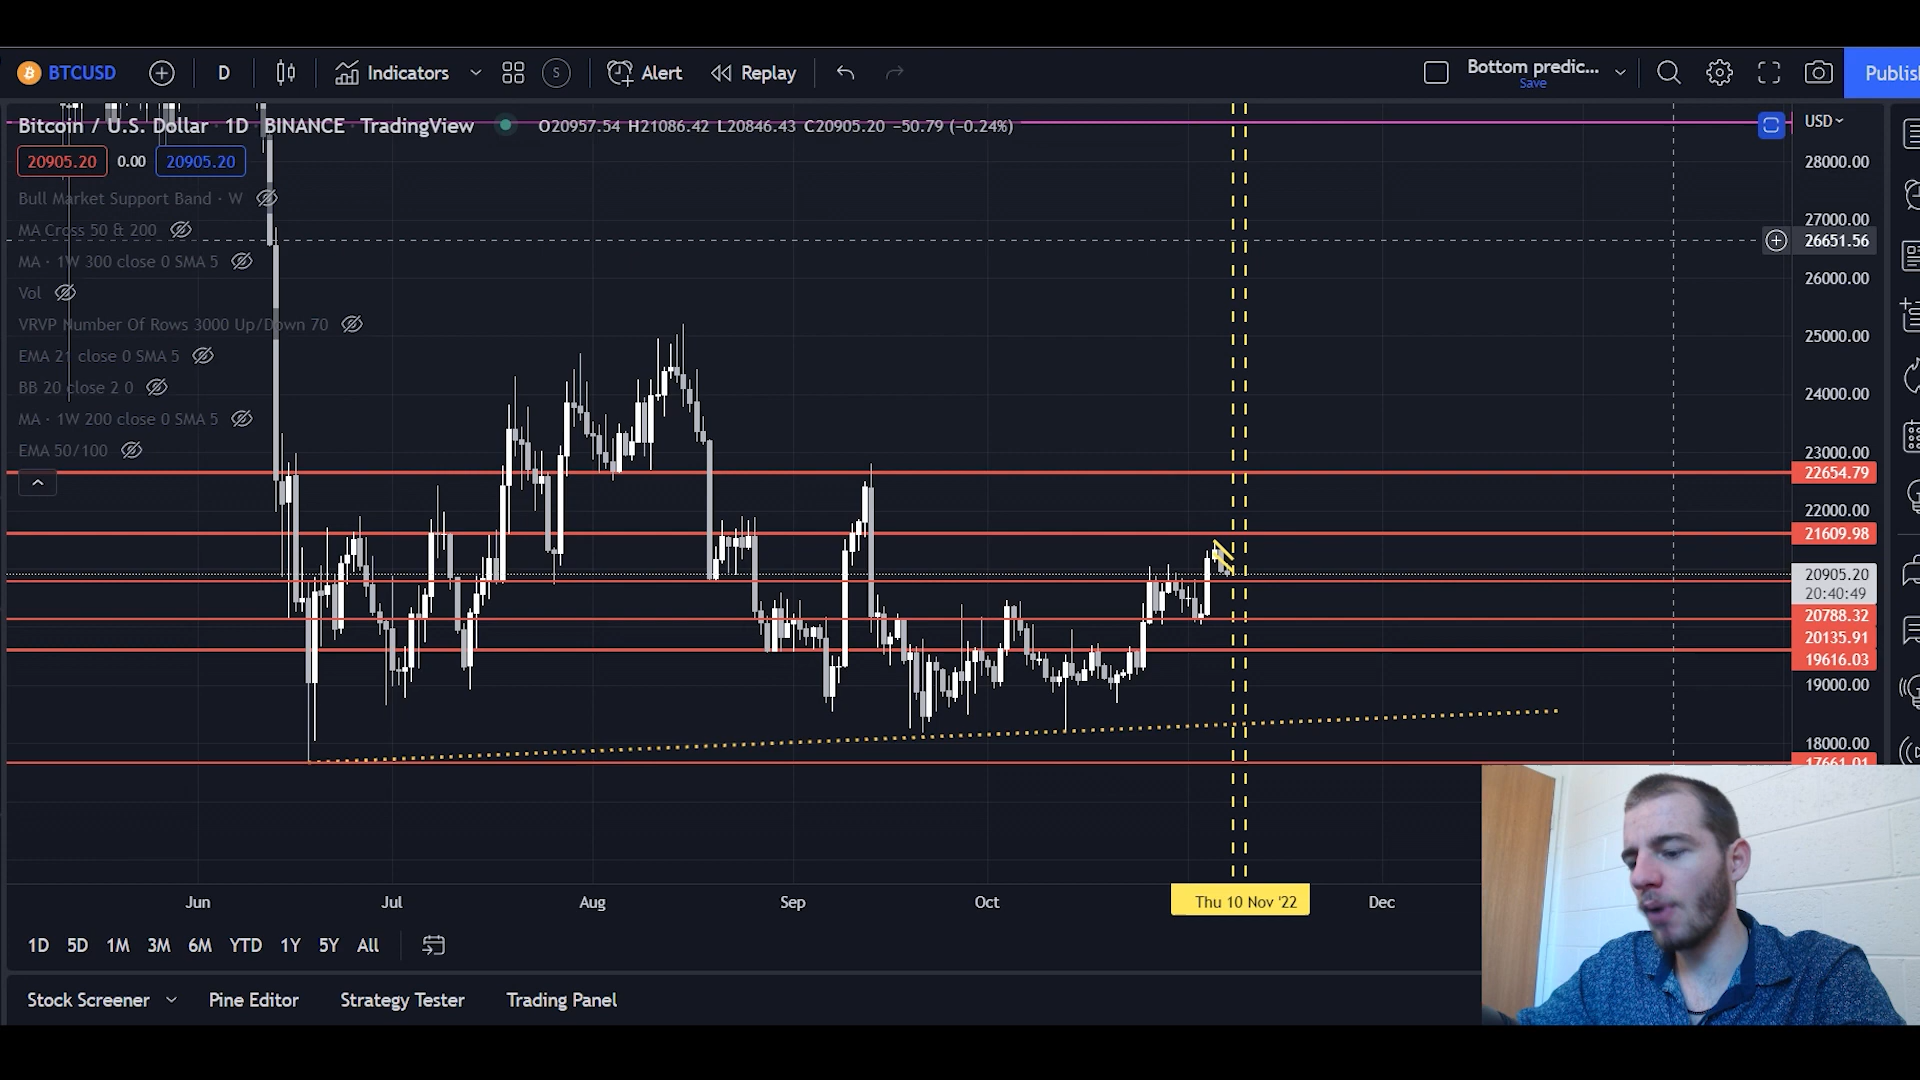 BTCUSD D Indicators S Alert Replay Bottom predic... Save Publis
Bitcoin / U.S. Dollar · 1D · BINANCE · TradingView O20957.54 H21086.42 L20846.43 C20905.20 −50.79 (−0.24%) USD
20905.20 0.00 20905.20
Bull Market Support Band · W
MA Cross 50 & 200
MA · 1W 300 close 0 SMA 5
Vol
VRVP Number Of Rows 3000 Up/Down 70
EMA 21 close 0 SMA 5
BB 20 close 2 0
MA · 1W 200 close 0 SMA 5
EMA 50/100
28000.00
27000.00
26651.56
26000.00
25000.00
24000.00
23000.00
22654.79
22000.00
21609.98
20905.20
20:40:49
20788.32
20135.91
19616.03
19000.00
18000.00
17661.01
Jun Jul Aug Sep Oct Thu 10 Nov '22 Dec
1D 5D 1M 3M 6M YTD 1Y 5Y All
Stock Screener Pine Editor Strategy Tester Trading Panel